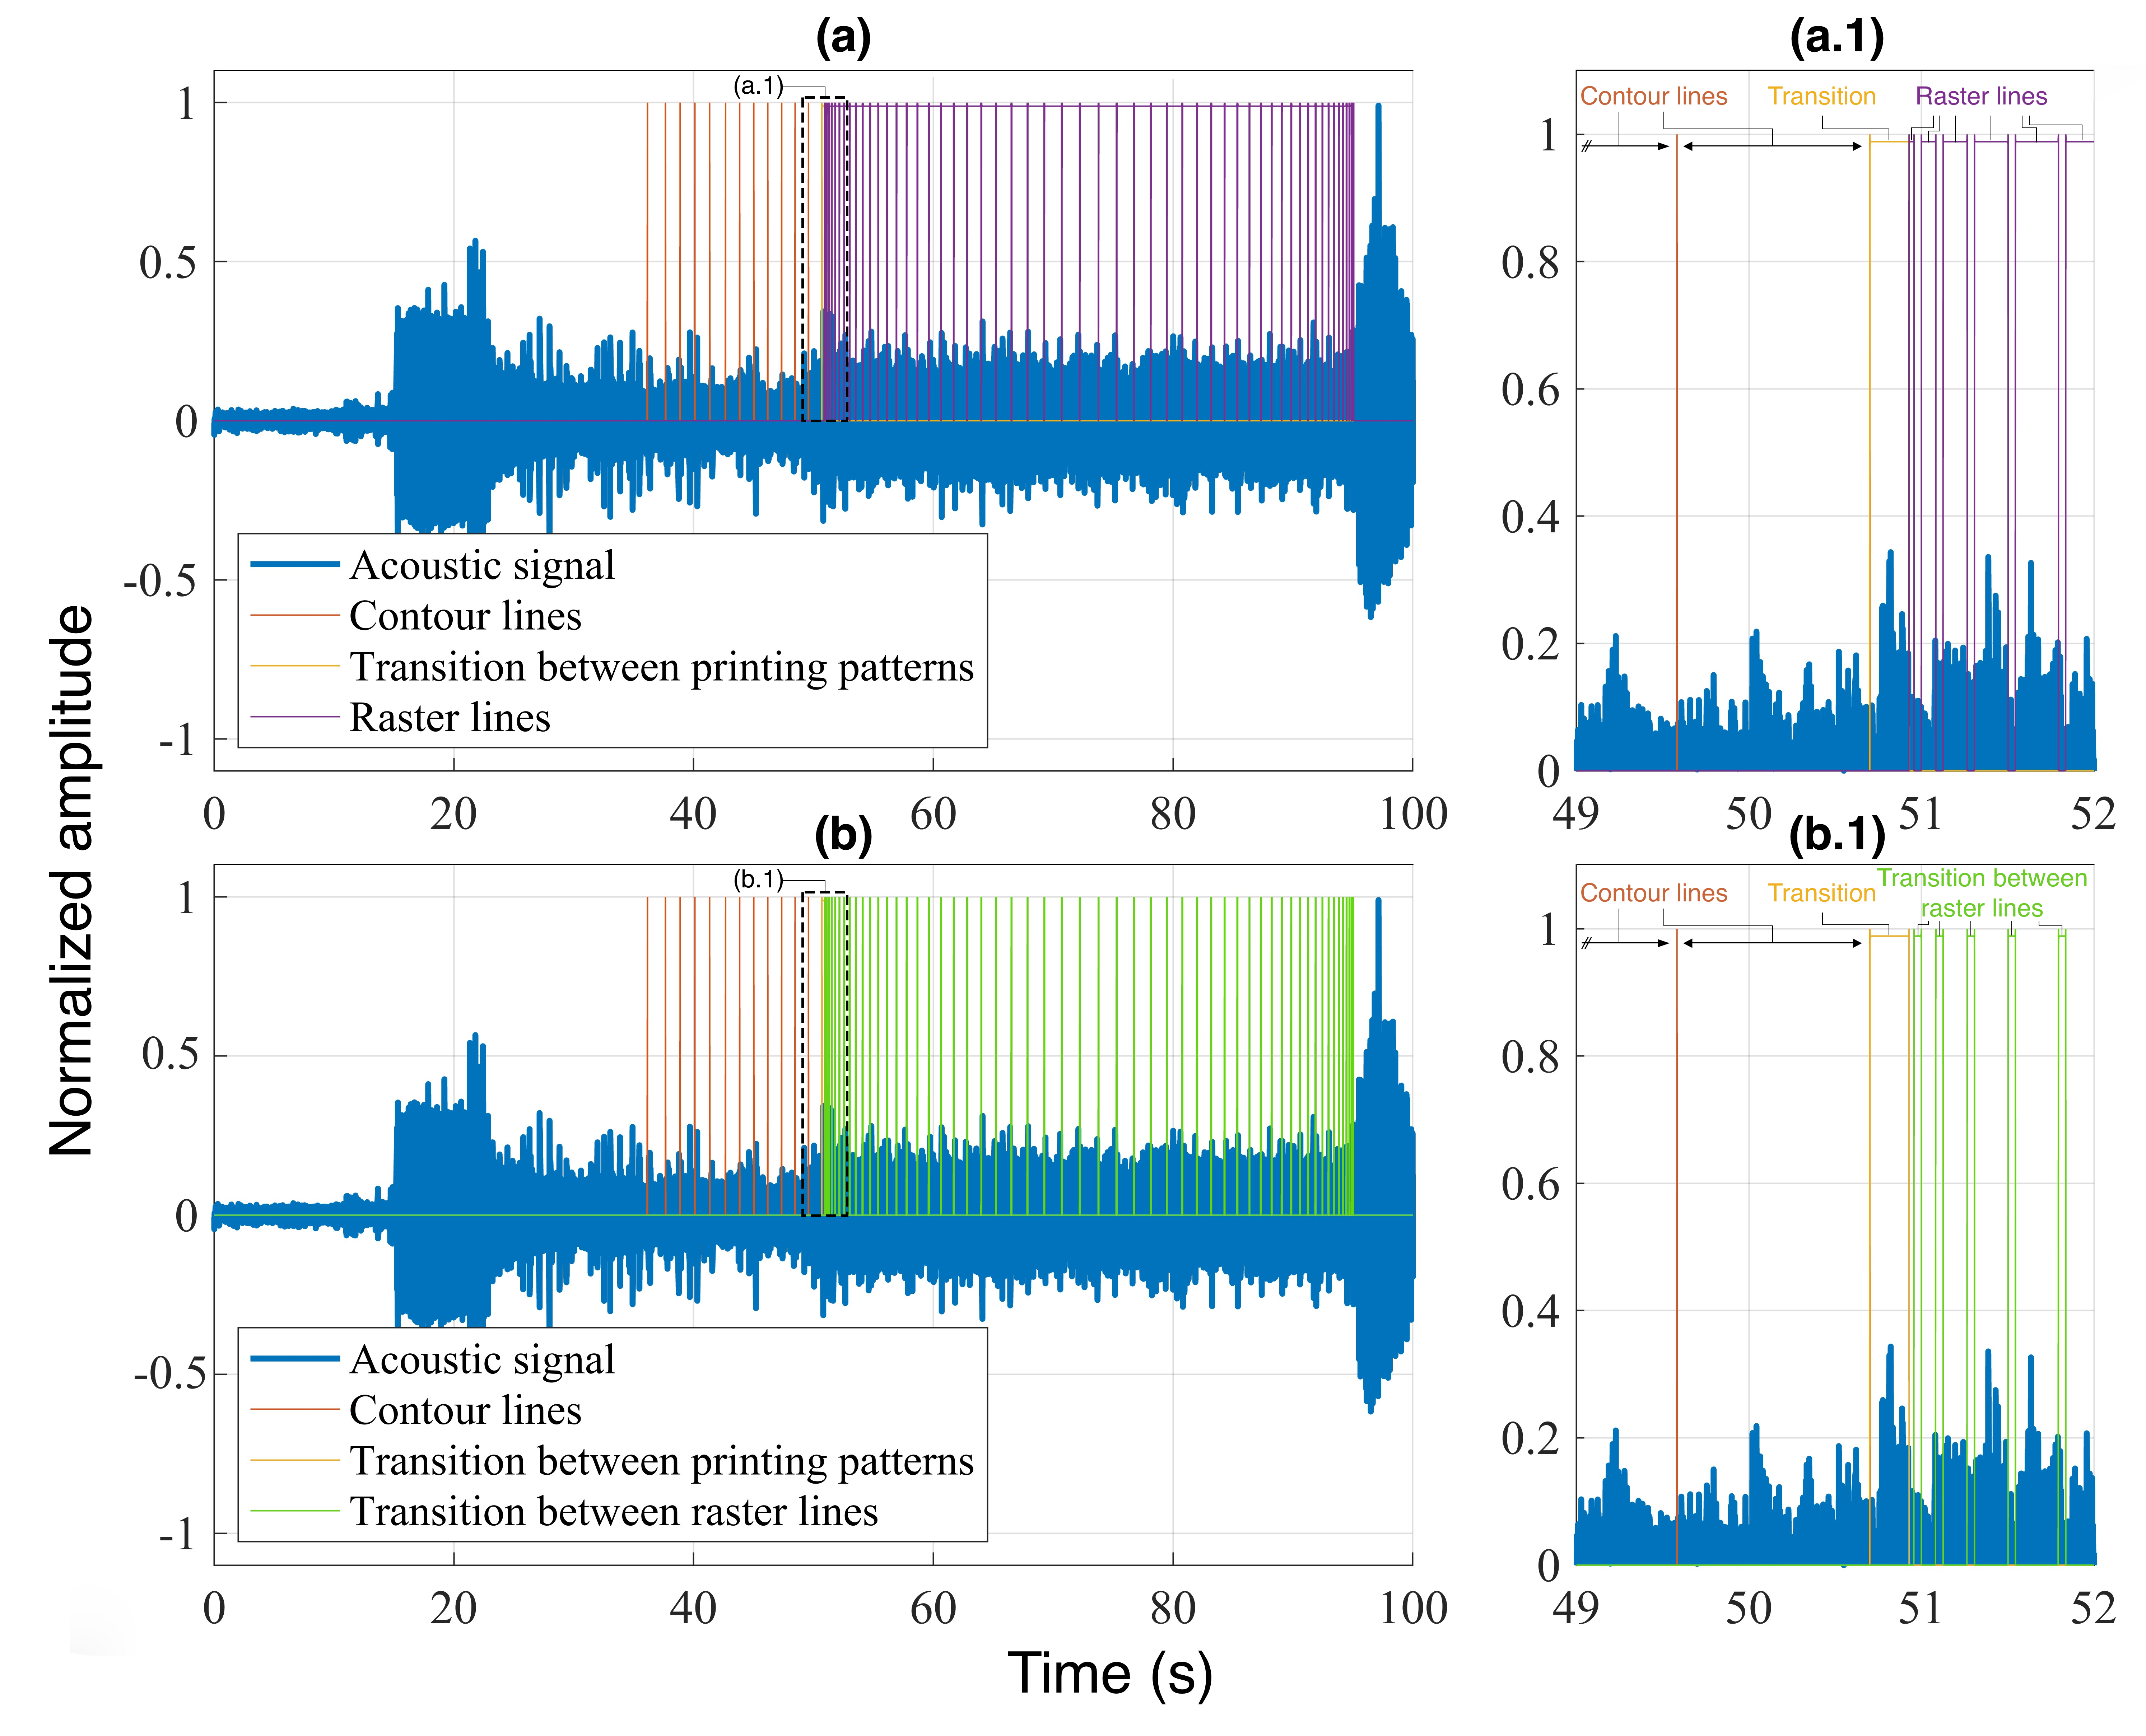 (a)
(a.1)
1
0.5
0
-0.5
-1
Acoustic signal
Contour lines
Transition between printing patterns
Raster lines
0 20 40 60 80 100
(a.1)
Contour lines Transition Raster lines
1
0.8
0.6
0.4
0.2
0
49 50 51 52
Normalized amplitude
(b)
(b.1)
1
0.5
0
-0.5
-1
Acoustic signal
Contour lines
Transition between printing patterns
Transition between raster lines
0 20 40 60 80 100
(b.1)
Contour lines Transition Transition between
raster lines
1
0.8
0.6
0.4
0.2
0
49 50 51 52
Time (s)